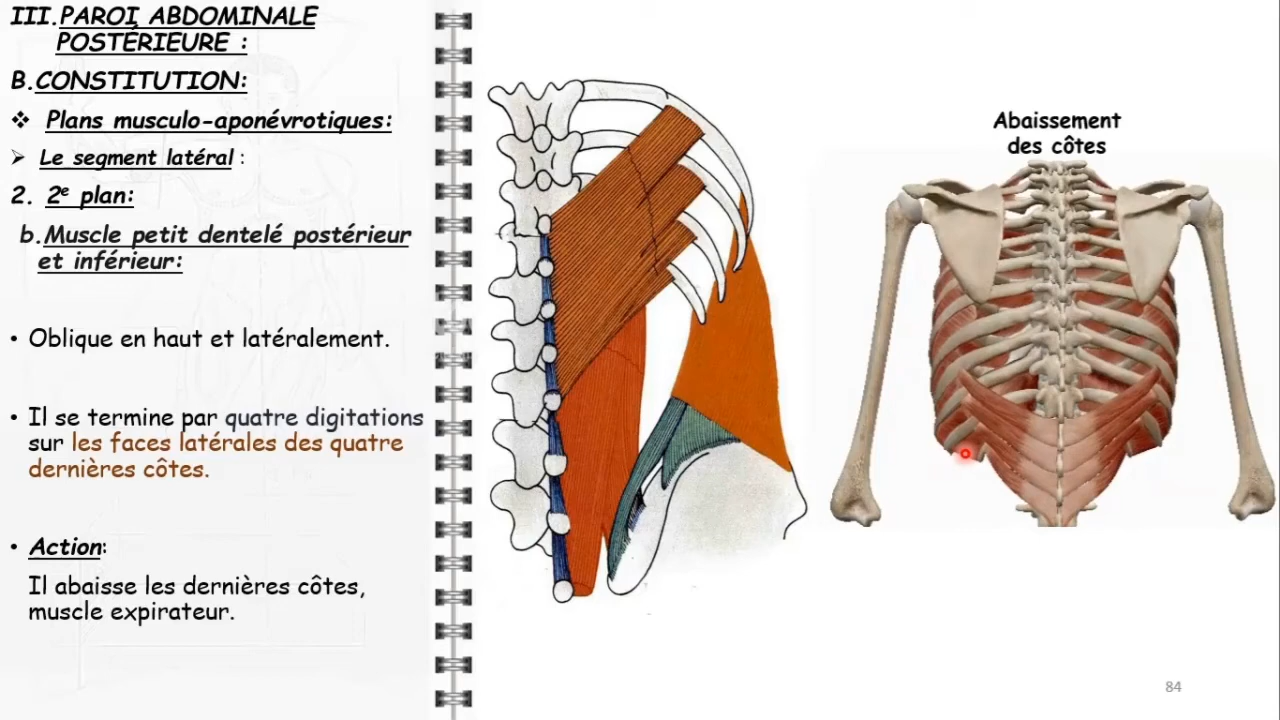 III.PAROI ABDOMINALE
POSTÉRIEURE :
B.CONSTITUTION:
❖ Plans musculo-aponévrotiques:
➢ Le segment latéral :
2. 2e plan:
b.Muscle petit dentelé postérieur
et inférieur:
• Oblique en haut et latéralement.
• Il se termine par quatre digitations
sur les faces latérales des quatre
dernières côtes.
• Action:
Il abaisse les dernières côtes,
muscle expirateur.
Abaissement
des côtes
84